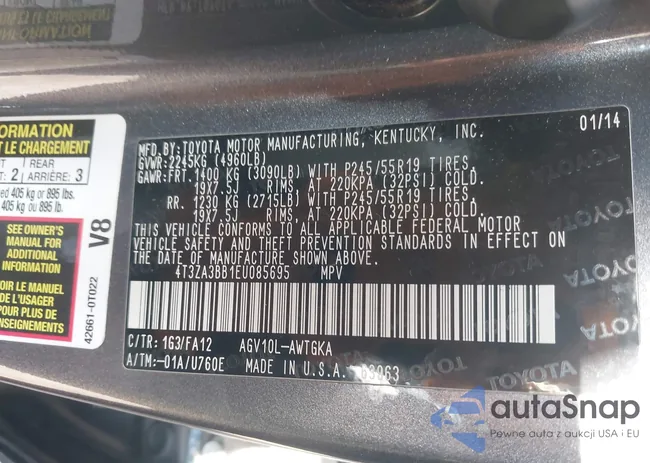 INFORMATION
LE CHARGEMENT
2 REAR
ARRIÈRE: 3
405 kg or 895 lbs.
405 kg ou 895 lb.
SEE OWNER'S
MANUAL FOR
ADDITIONAL
INFORMATION
DE L'USAGER
POUR PLUS DE
RENSEIGNEMENTS
V8
42661-0T022
MFD.BY:TOYOTA MOTOR MANUFACTURING, KENTUCKY, INC. 01/14
GVWR:2245KG (4960LB)
GAWR:FRT.1400 KG (3090LB) WITH P245/55R19 TIRES,
19X7.5J RIMS, AT 220KPA (32PSI) COLD.
RR. 1230 KG (2715LB) WITH P245/55R19 TIRES,
19X7.5J RIMS, AT 220KPA (32PSI) COLD.
THIS VEHICLE CONFORMS TO ALL APPLICABLE FEDERAL MOTOR
VEHICLE SAFETY AND THEFT PREVENTION STANDARDS IN EFFECT ON
THE DATE OF MANUFACTURE SHOWN ABOVE.
4T3ZA3BB1EU085695 MPV
C/TR: 1G3/FA12 AGV10L-AWTGKA
A/TM:-01A/U760E MADE IN U.S.A.
TOYOTA
autaSnap
Pewne auta z aukcji USA i EU